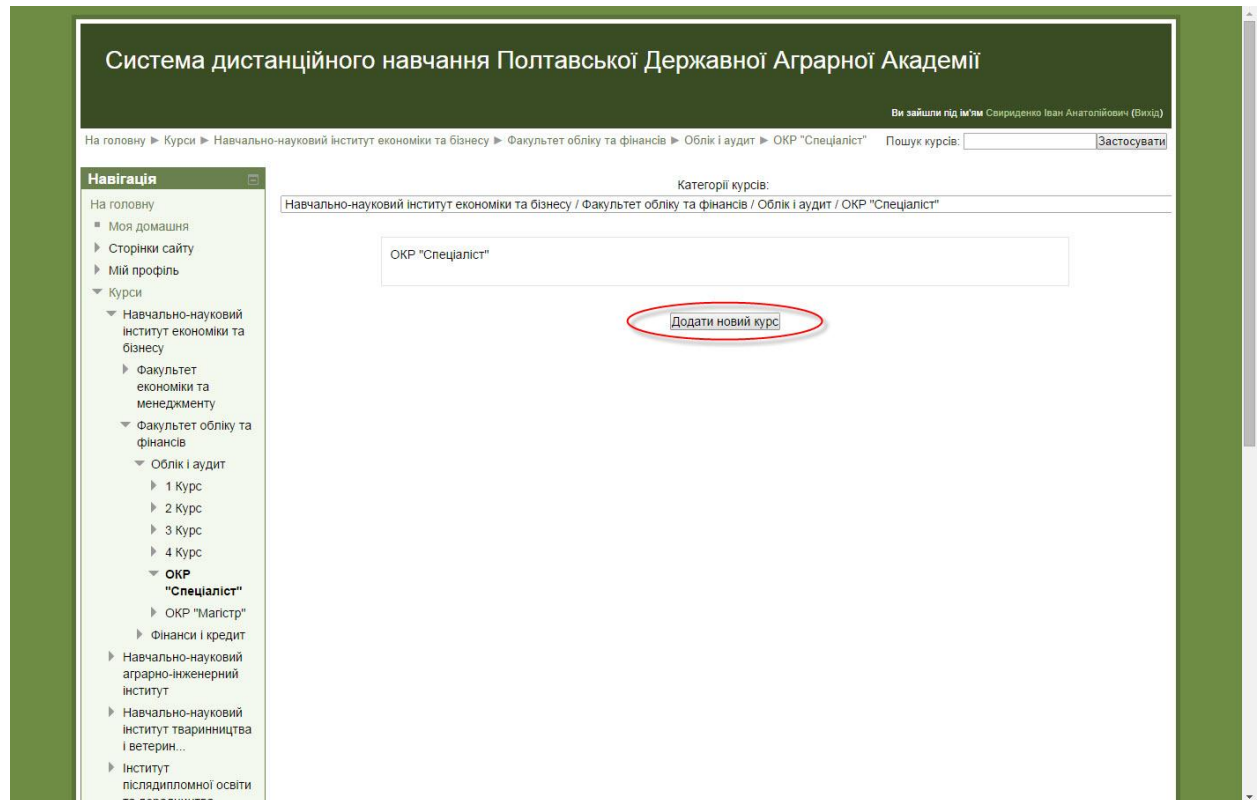 Система дистанційного навчання Полтавської Державної Аграрної Академії
Ви зайшли під ім'ям Свириденко Іван Анатолійович (Вихід)
На головну ► Курси ► Навчально-науковий інститут економіки та бізнесу ► Факультет обліку та фінансів ► Облік і аудит ► ОКР "Спеціаліст" Пошук курсів: Застосувати
Навігація
На головну
Моя домашня
Сторінки сайту
Мій профіль
Курси
Навчально-науковий
інститут економіки та
бізнесу
Факультет
економіки та
менеджменту
Факультет обліку та
фінансів
Облік і аудит
1 Курс
2 Курс
3 Курс
4 Курс
ОКР
"Спеціаліст"
ОКР "Магістр"
Фінанси і кредит
Навчально-науковий
аграрно-інженерний
інститут
Навчально-науковий
інститут тваринництва
і ветерин...
Інститут
післядипломної освіти
Категорії курсів:
Навчально-науковий інститут економіки та бізнесу / Факультет обліку та фінансів / Облік і аудит / ОКР "Спеціаліст"
ОКР "Спеціаліст"
Додати новий курс